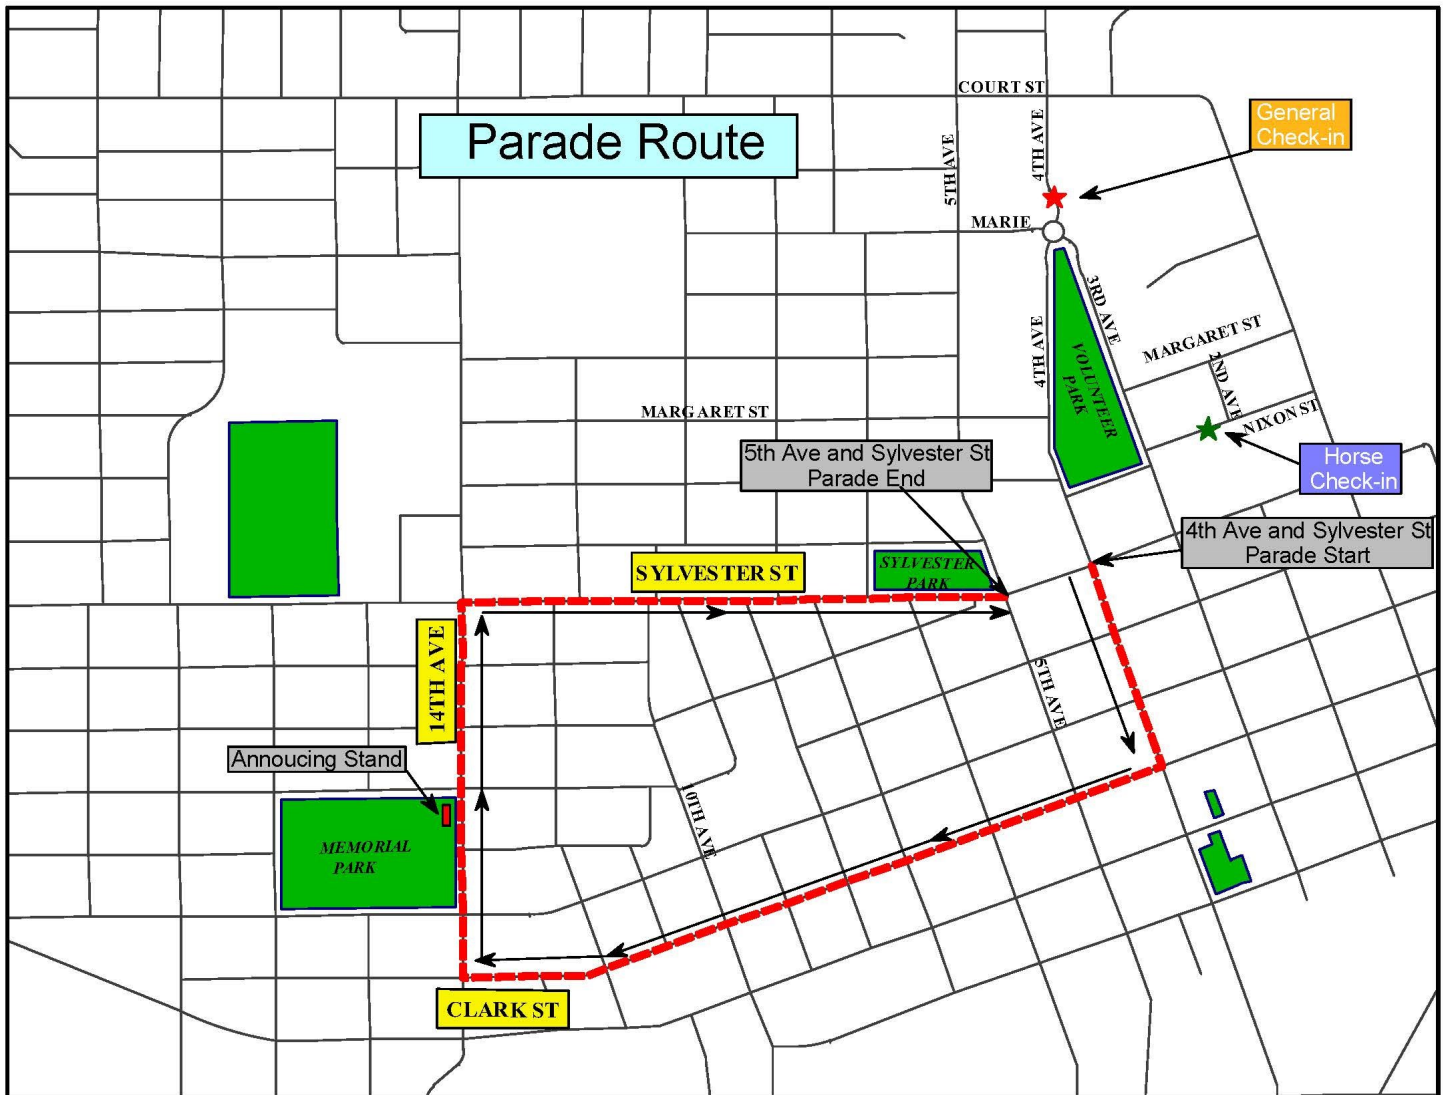 COURT ST
General
Check-in
Parade Route
4TH AVE
5TH AVE
MARIE
3RD AVE
4TH AVE
MARGARET ST
VOLUNTEER
PARK
2ND AVE
MARGARET ST
NIXON ST
5th Ave and Sylvester St
Parade End
Horse
Check-in
4th Ave and Sylvester St
Parade Start
SYLVESTER ST
SYLVESTER
PARK
14TH AVE
5TH AVE
Annoucing Stand
10TH AVE
MEMORIAL
PARK
CLARK ST